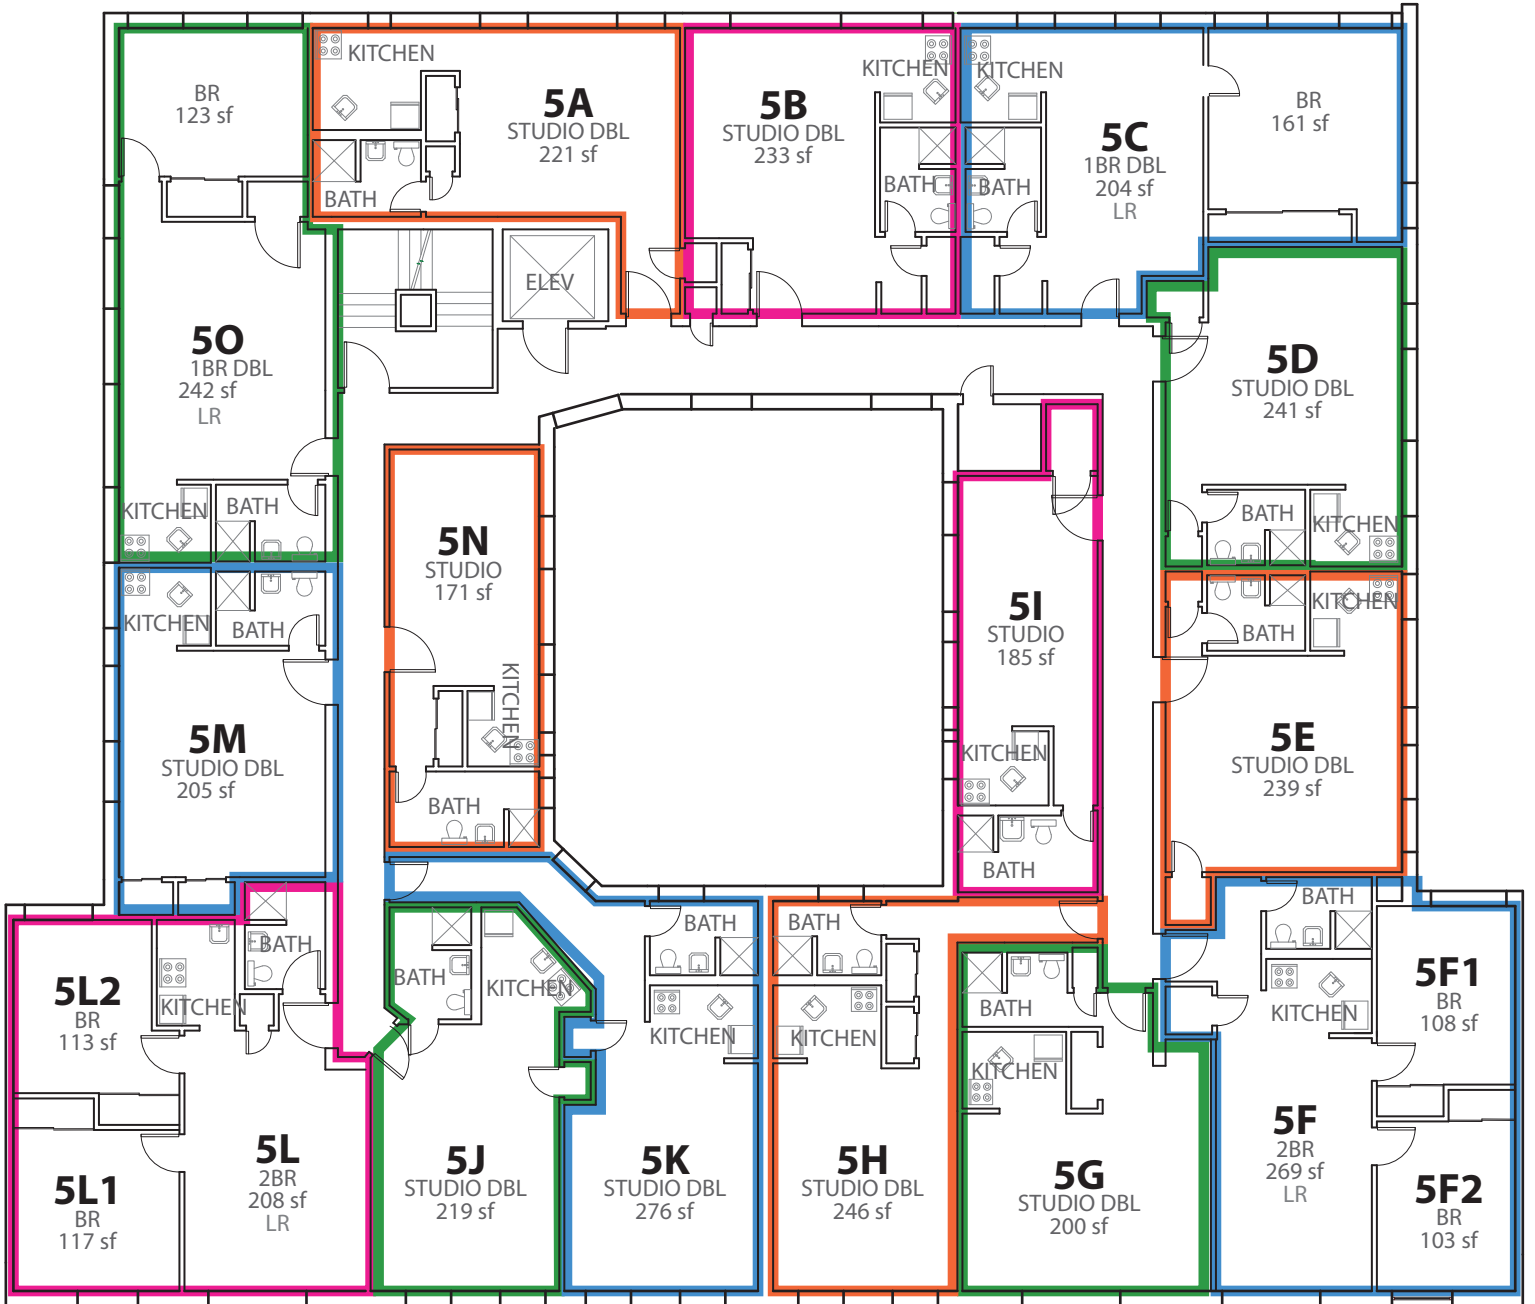 BR
123 sf
KITCHEN
5A
STUDIO DBL
221 sf
BATH
5B
STUDIO DBL
233 sf
KITCHEN
BATH
KITCHEN
BATH
5C
1BR DBL
204 sf
LR
BR
161 sf
ELEV
5O
1BR DBL
242 sf
LR
KITCHEN
BATH
5D
STUDIO DBL
241 sf
BATH
KITCHEN
5N
STUDIO
171 sf
KITCHEN
BATH
5I
STUDIO
185 sf
KITCHEN
BATH
KITCHEN
BATH
5M
STUDIO DBL
205 sf
KITCHEN
BATH
5E
STUDIO DBL
239 sf
5L2
BR
113 sf
KITCHEN
BATH
5L1
BR
117 sf
5L
2BR
208 sf
LR
BATH
KITCHEN
5J
STUDIO DBL
219 sf
BATH
KITCHEN
5K
STUDIO DBL
276 sf
BATH
KITCHEN
5H
STUDIO DBL
246 sf
BATH
KITCHEN
5G
STUDIO DBL
200 sf
BATH
KITCHEN
5F
2BR
269 sf
LR
5F1
BR
108 sf
5F2
BR
103 sf